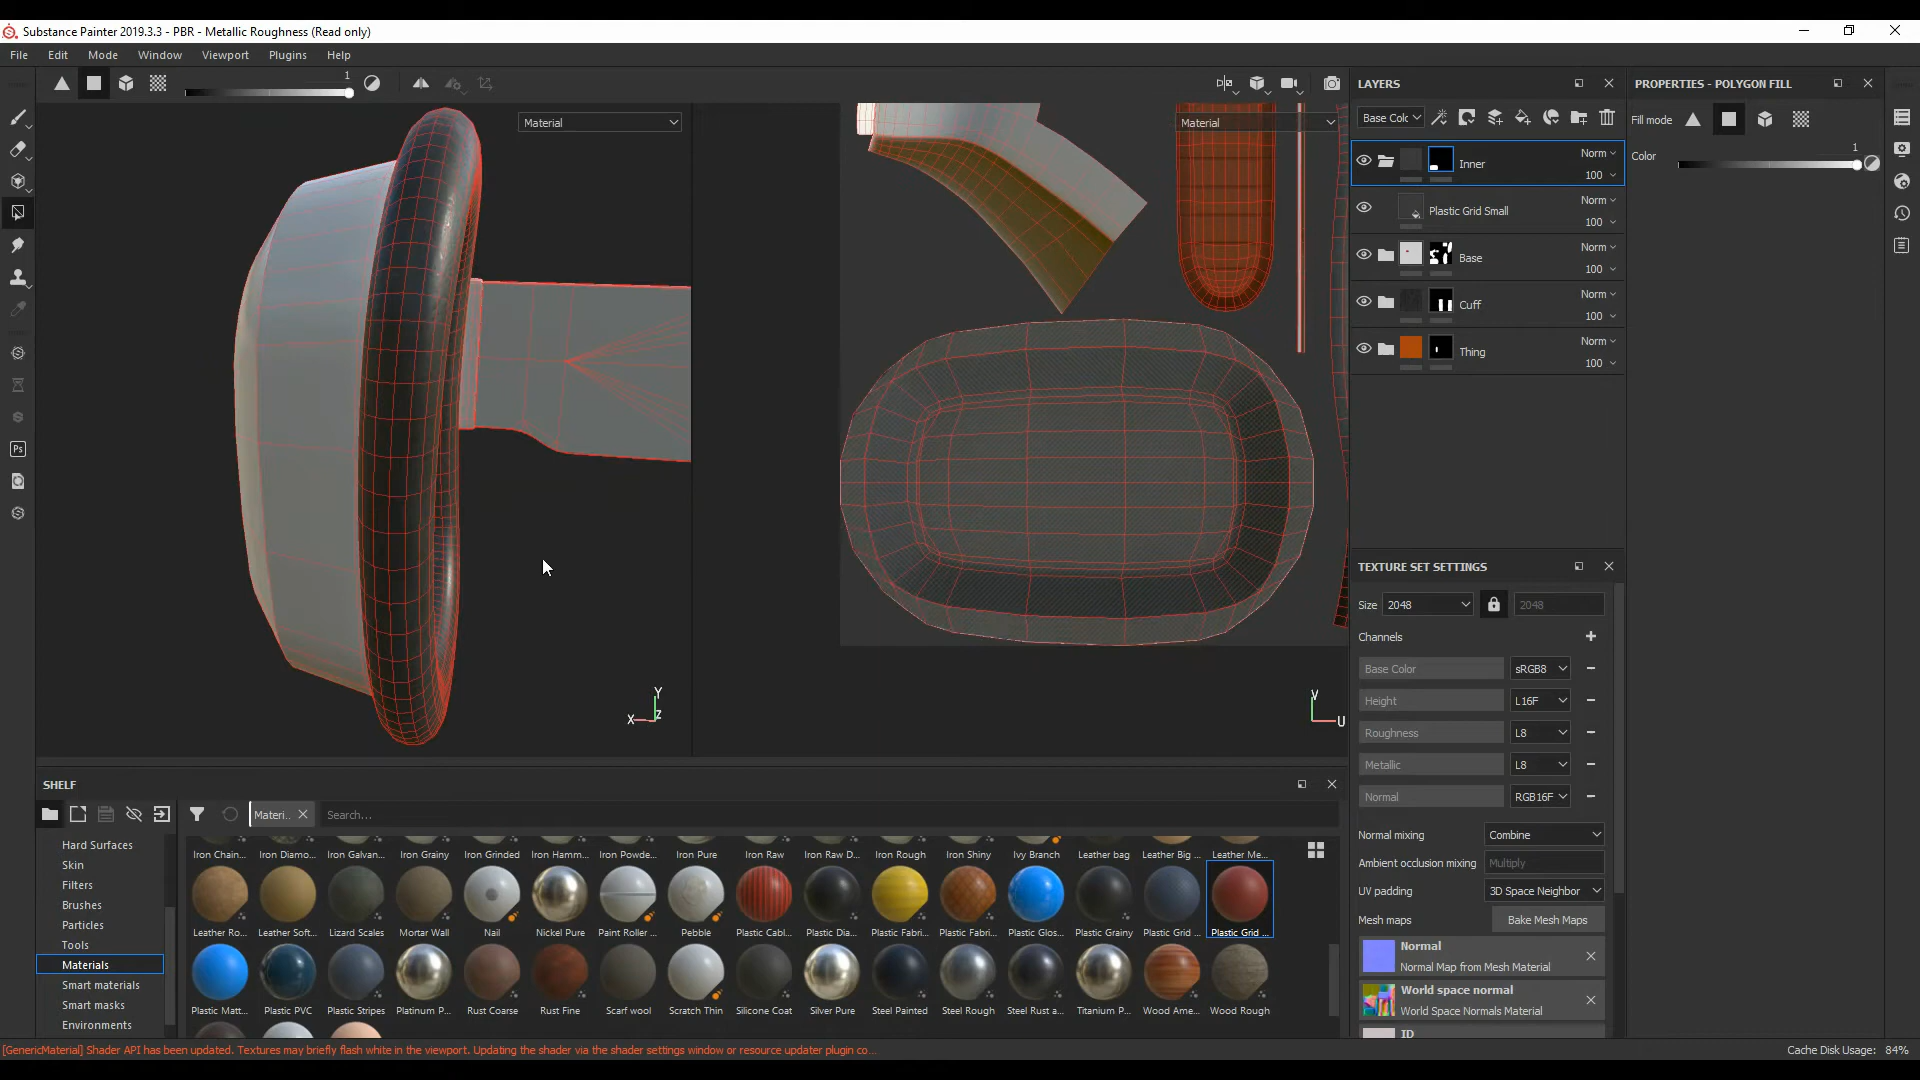 Substance Painter 2019.3.3 - PBR - Metallic Roughness (Read only)
File Edit Mode Window Viewport Plugins Help
1
Material
Material
LAYERS
Base Colc
Inner Norm 100
Plastic Grid Small Norm 100
Base Norm 100
Cuff Norm 100
Thing Norm 100
PROPERTIES - POLYGON FILL
Fill mode
Color 1
Y
X Z
V
U
TEXTURE SET SETTINGS
Size 2048 2048
Channels
Base Color sRGB8
Height L16F
Roughness L8
Metallic L8
Normal RGB16F
Normal mixing Combine
Ambient occlusion mixing Multiply
UV padding 3D Space Neighbor
Mesh maps Bake Mesh Maps
Normal
Normal Map from Mesh Material
World space normal
World Space Normals Material
ID
Ps
SHELF
Materi.. Search...
Hard Surfaces
Skin
Filters
Brushes
Particles
Tools
Materials
Smart materials
Smart masks
Environments
Iron Chain... Iron Diamo... Iron Galvan... Iron Grainy Iron Grinded Iron Hamm... Iron Powde... Iron Pure Iron Raw Iron Raw D... Iron Rough Iron Shiny Ivy Branch Leather bag Leather Big ... Leather Me...
Leather Ro... Leather Soft... Lizard Scales Mortar Wall Nail Nickel Pure Paint Roller ... Pebble Plastic Cabl... Plastic Dia... Plastic Fabri... Plastic Fabri... Plastic Glos... Plastic Grainy Plastic Grid ... Plastic Grid ...
Plastic Matt... Plastic PVC Plastic Stripes Platinum P... Rust Coarse Rust Fine Scarf wool Scratch Thin Silicone Coat Silver Pure Steel Painted Steel Rough Steel Rust a... Titanium P... Wood Ame... Wood Rough
[GenericMaterial] Shader API has been updated. Textures may briefly flash white in the viewport. Updating the shader via the shader settings window or resource updater plugin co...
Cache Disk Usage: 84%